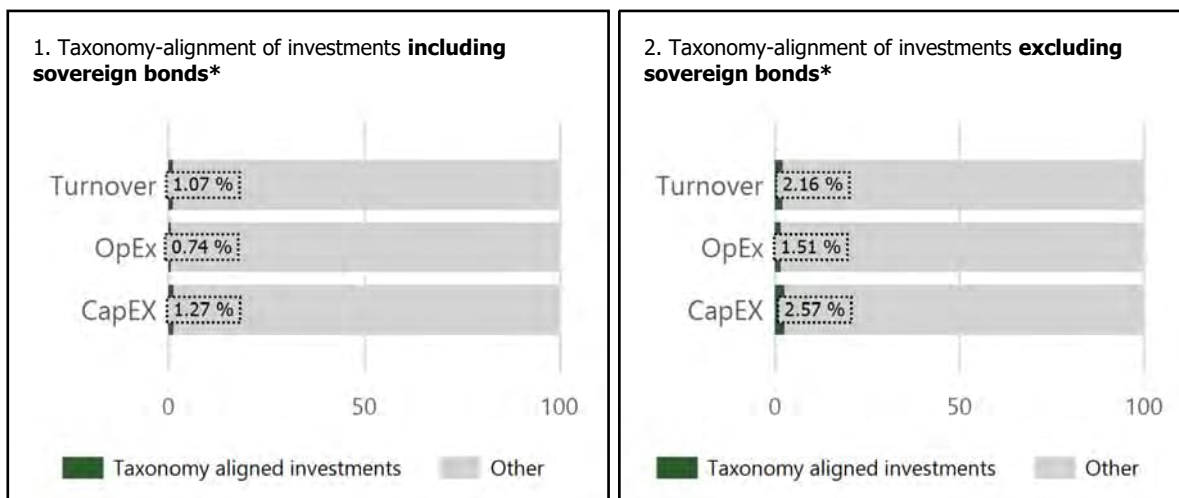 1. Taxonomy-alignment of investments including
sovereign bonds*
Turnover
1.07 %
OpEx
0.74 %
CapEX
1.27 %
0 50 100
Taxonomy aligned investments Other
2. Taxonomy-alignment of investments excluding
sovereign bonds*
Turnover
2.16 %
OpEx
1.51 %
CapEX
2.57 %
0 50 100
Taxonomy aligned investments Other